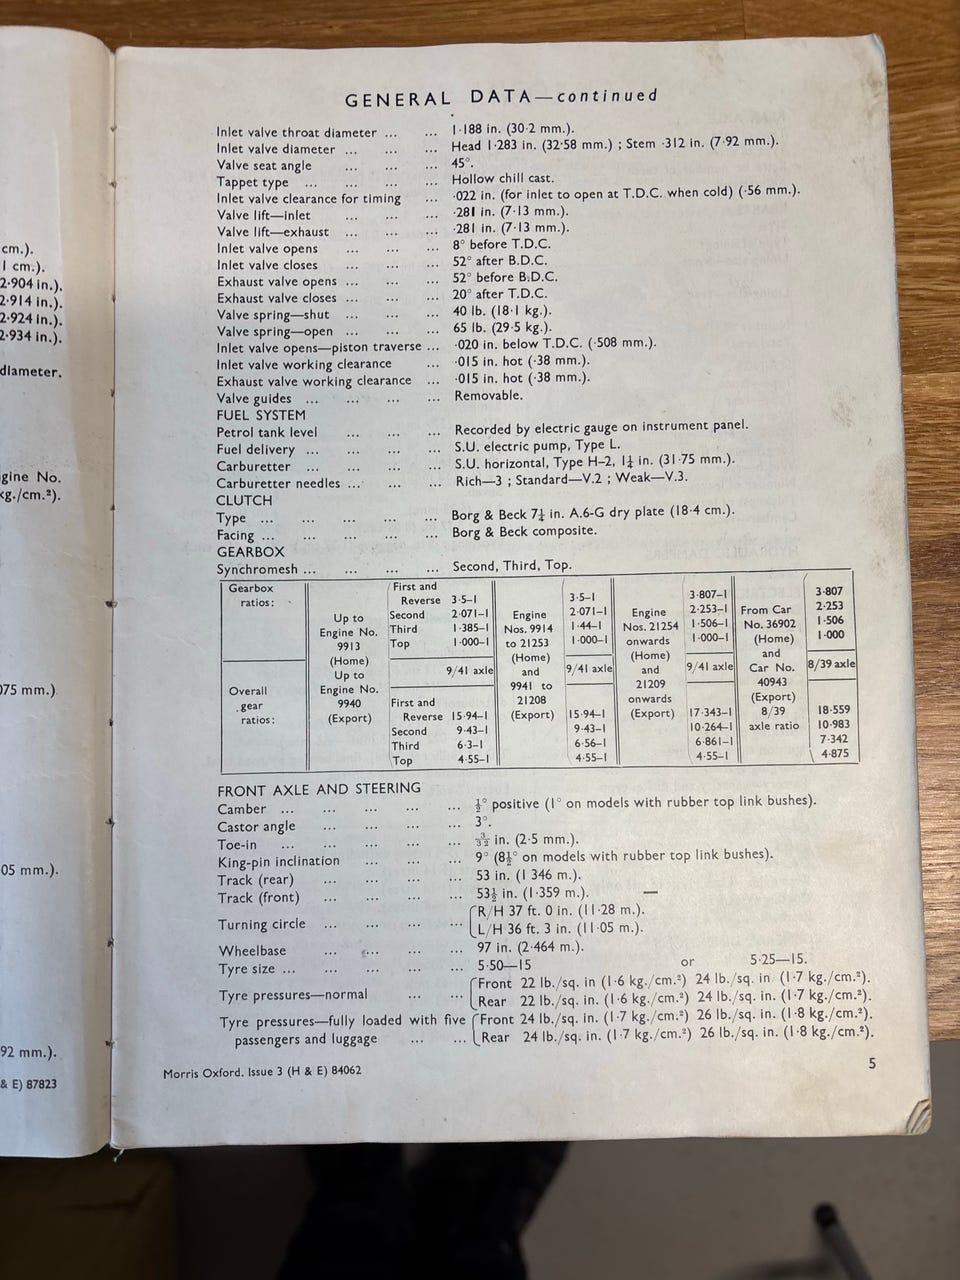 cm.).
1 cm.).
2·904 in.).
2·914 in.).
2·924 in.).
2·934 in.).
diameter.
gine No.
kg./cm.²).
075 mm.).
05 mm.).
92 mm.).
& E) 87823
GENERAL DATA—continued
Inlet valve throat diameter ... ... 1·188 in. (30·2 mm.).
Inlet valve diameter ... ... ... Head 1·283 in. (32·58 mm.) ; Stem ·312 in. (7·92 mm.).
Valve seat angle ... ... ... 45°.
Tappet type ... ... ... ... Hollow chill cast.
Inlet valve clearance for timing ... ·022 in. (for inlet to open at T.D.C. when cold) (·56 mm.).
Valve lift—inlet ... ... ... ·281 in. (7·13 mm.).
Valve lift—exhaust ... ... ... ·281 in. (7·13 mm.).
Inlet valve opens ... ... ... 8° before T.D.C.
Inlet valve closes ... ... ... 52° after B.D.C.
Exhaust valve opens ... ... ... 52° before B.D.C.
Exhaust valve closes ... ... ... 20° after T.D.C.
Valve spring—shut ... ... ... 40 lb. (18·1 kg.).
Valve spring—open ... ... ... 65 lb. (29·5 kg.).
Inlet valve opens—piston traverse ... ·020 in. below T.D.C. (·508 mm.).
Inlet valve working clearance ... ·015 in. hot (·38 mm.).
Exhaust valve working clearance ... ·015 in. hot (·38 mm.).
Valve guides ... ... ... ... Removable.
FUEL SYSTEM
Petrol tank level ... ... ... Recorded by electric gauge on instrument panel.
Fuel delivery ... ... ... ... S.U. electric pump, Type L.
Carburetter ... ... ... ... S.U. horizontal, Type H–2, 1¼ in. (31·75 mm.).
Carburetter needles ... ... ... Rich—3 ; Standard—V.2 ; Weak—V.3.
CLUTCH
Type ... ... ... ... ... Borg & Beck 7¼ in. A.6-G dry plate (18·4 cm.).
Facing ... ... ... ... ... Borg & Beck composite.
GEARBOX
Synchromesh ... ... ... ... Second, Third, Top.
Gearbox ratios:
Up to Engine No. 9913 (Home) Up to Engine No. 9940 (Export)
First and Reverse 3·5–1
Second 2·071–1
Third 1·385–1
Top 1·000–1
9/41 axle
Engine Nos. 9914 to 21253 (Home) and 9941 to 21208 (Export)
3·5–1
2·071–1
1·44–1
1·000–1
9/41 axle
Engine Nos. 21254 onwards (Home) and 21209 onwards (Export)
3·807–1
2·253–1
1·506–1
1·000–1
9/41 axle
From Car No. 36902 (Home) and Car No. 40943 (Export) 8/39 axle ratio
3·807
2·253
1·506
1·000
8/39 axle
Overall gear ratios:
First and Reverse 15·94–1 15·94–1 17·343–1 18·559
Second 9·43–1 9·43–1 10·264–1 10·983
Third 6·3–1 6·56–1 6·861–1 7·342
Top 4·55–1 4·55–1 4·55–1 4·875
FRONT AXLE AND STEERING
Camber ... ... ... ... ... ½° positive (1° on models with rubber top link bushes).
Castor angle ... ... ... ... 3°.
Toe-in ... ... ... ... ... 3/32 in. (2·5 mm.).
King-pin inclination ... ... ... 9° (8½° on models with rubber top link bushes).
Track (rear) ... ... ... ... 53 in. (1 346 m.).
Track (front) ... ... ... ... 53½ in. (1·359 m.).
Turning circle ... ... ... ... R/H 37 ft. 0 in. (11·28 m.).
L/H 36 ft. 3 in. (11·05 m.).
Wheelbase ... ... ... ... 97 in. (2·464 m.).
Tyre size ... ... ... ... ... 5·50—15 or 5·25—15.
Tyre pressures—normal ... ... Front 22 lb./sq. in (1·6 kg./cm.²) 24 lb./sq. in (1·7 kg./cm.²).
Rear 22 lb./sq. in. (1·6 kg./cm.²) 24 lb./sq. in. (1·7 kg./cm.²).
Tyre pressures—fully loaded with five Front 24 lb./sq. in. (1·7 kg./cm.²) 26 lb./sq. in. (1·8 kg./cm.²).
passengers and luggage ... ... Rear 24 lb./sq. in. (1·7 kg./cm.²) 26 lb./sq. in. (1·8 kg./cm.²).
Morris Oxford. Issue 3 (H & E) 84062
5